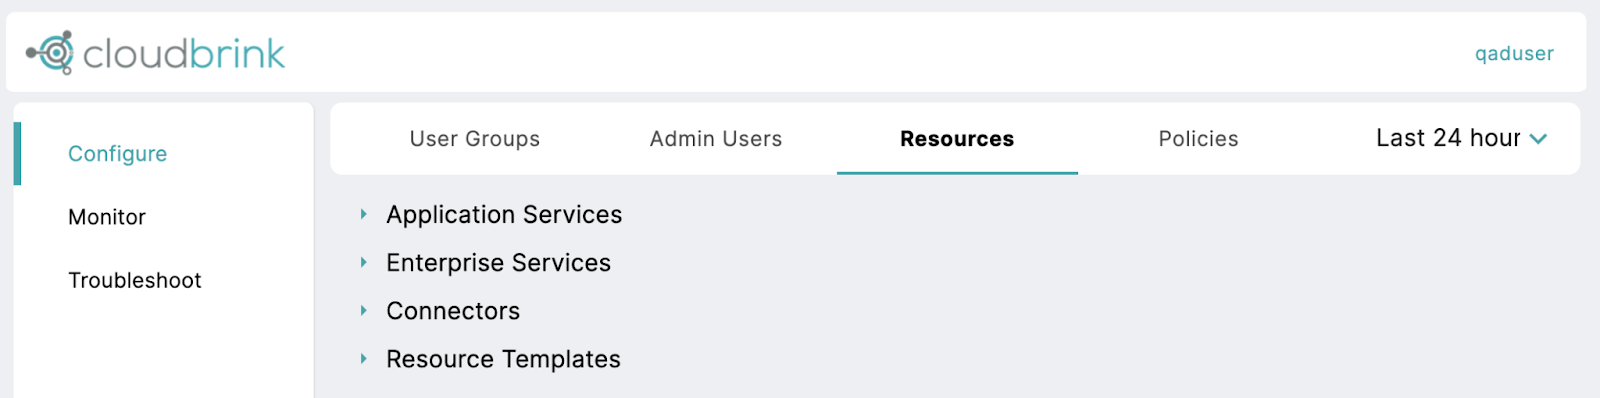 cloudbrink
qaduser
Configure
Monitor
Troubleshoot
User Groups
Admin Users
Resources
Policies
Last 24 hour
Application Services
Enterprise Services
Connectors
Resource Templates